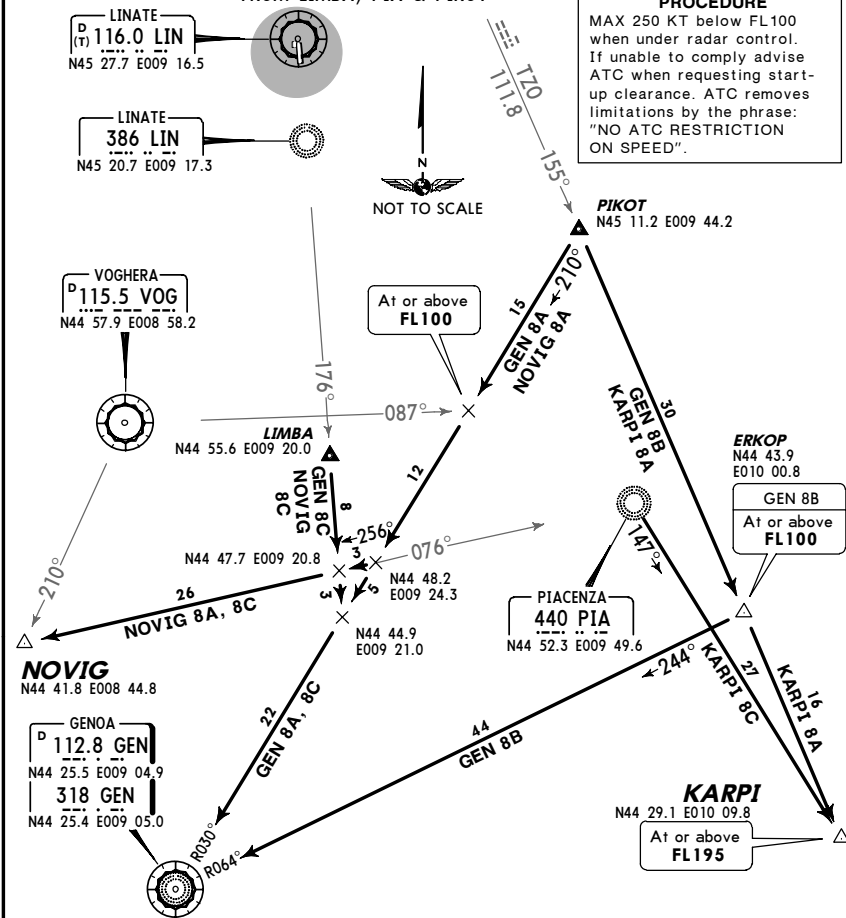 LINATE
D
(T) 116.0 LIN
N45 27.7 E009 16.5
LINATE
386 LIN
N45 20.7 E009 17.3
TZO
111.8
155°
PROCEDURE
MAX 250 KT below FL100
when under radar control.
If unable to comply advise
ATC when requesting start-
up clearance. ATC removes
limitations by the phrase:
"NO ATC RESTRICTION
ON SPEED".
N
NOT TO SCALE
PIKOT
N45 11.2 E009 44.2
VOGHERA
D 115.5 VOG
N44 57.9 E008 58.2
At or above
FL100
210°
15
GEN 8A
NOVIG 8A
176°
087°
30
GEN 8B
KARPI 8A
LIMBA
N44 55.6 E009 20.0
12
ERKOP
N44 43.9
E010 00.8
GEN 8B
At or above
FL100
8
GEN 8C
NOVIG
8C
256°
3
076°
147°
N44 47.7 E009 20.8
N44 48.2
E009 24.3
210°
26
NOVIG 8A, 8C
3
5
PIACENZA
440 PIA
N44 52.3 E009 49.6
N44 44.9
E009 21.0
NOVIG
N44 41.8 E008 44.8
244°
27
KARPI 8C
16
KARPI 8A
22
GEN 8A, 8C
44
GEN 8B
GENOA
D 112.8 GEN
N44 25.5 E009 04.9
318 GEN
N44 25.4 E009 05.0
KARPI
N44 29.1 E010 09.8
At or above
FL195
R030°
R064°